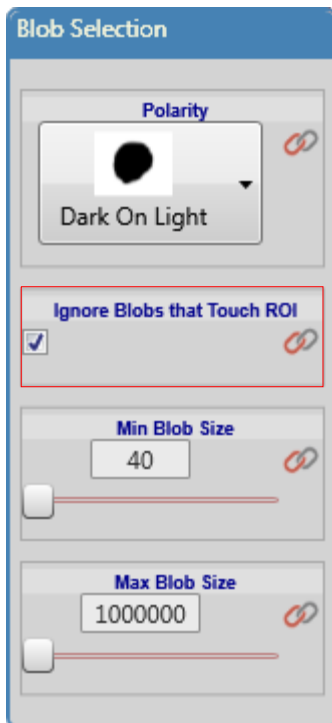 Blob Selection
Polarity
Dark On Light
Ignore Blobs that Touch ROI
Min Blob Size
40
Max Blob Size
1000000